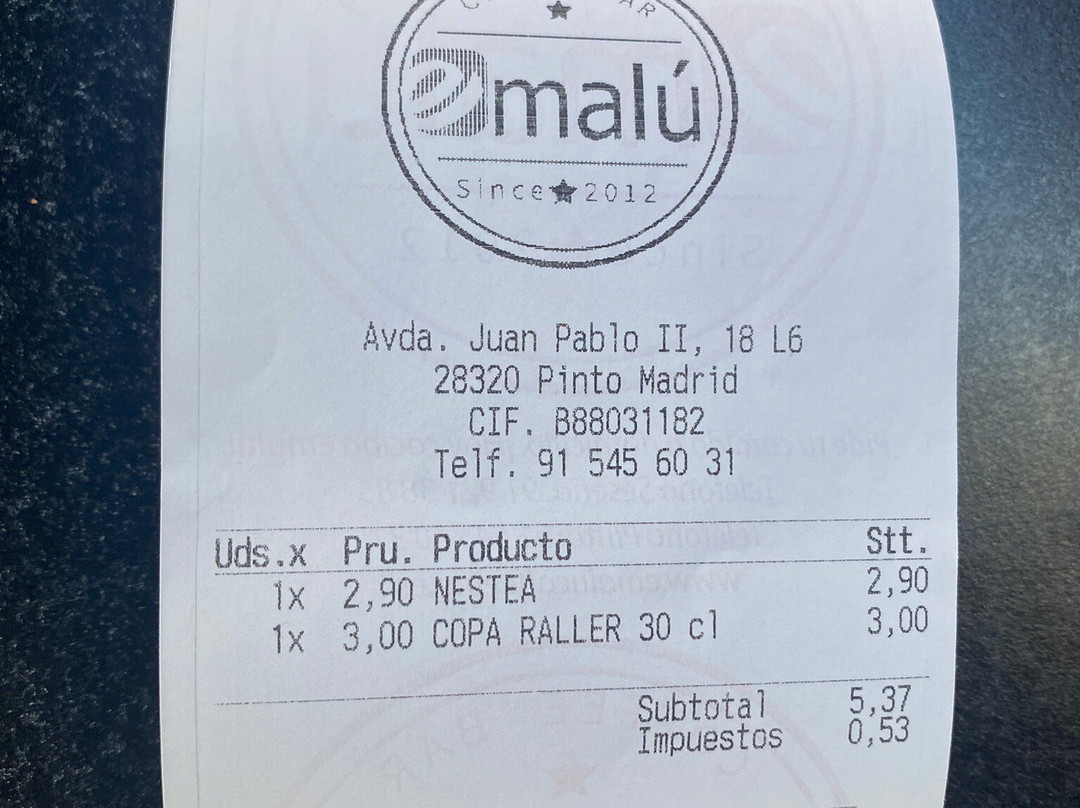 emalú
Since★2012
Avda. Juan Pablo II, 18 L6
28320 Pinto Madrid
CIF. B88031182
Telf. 91 545 60 31
Uds.x Pru. Producto Stt.
1x 2,90 NESTEA 2,90
1x 3,00 COPA RALLER 30 cl 3,00
Subtotal 5,37
Impuestos 0,53